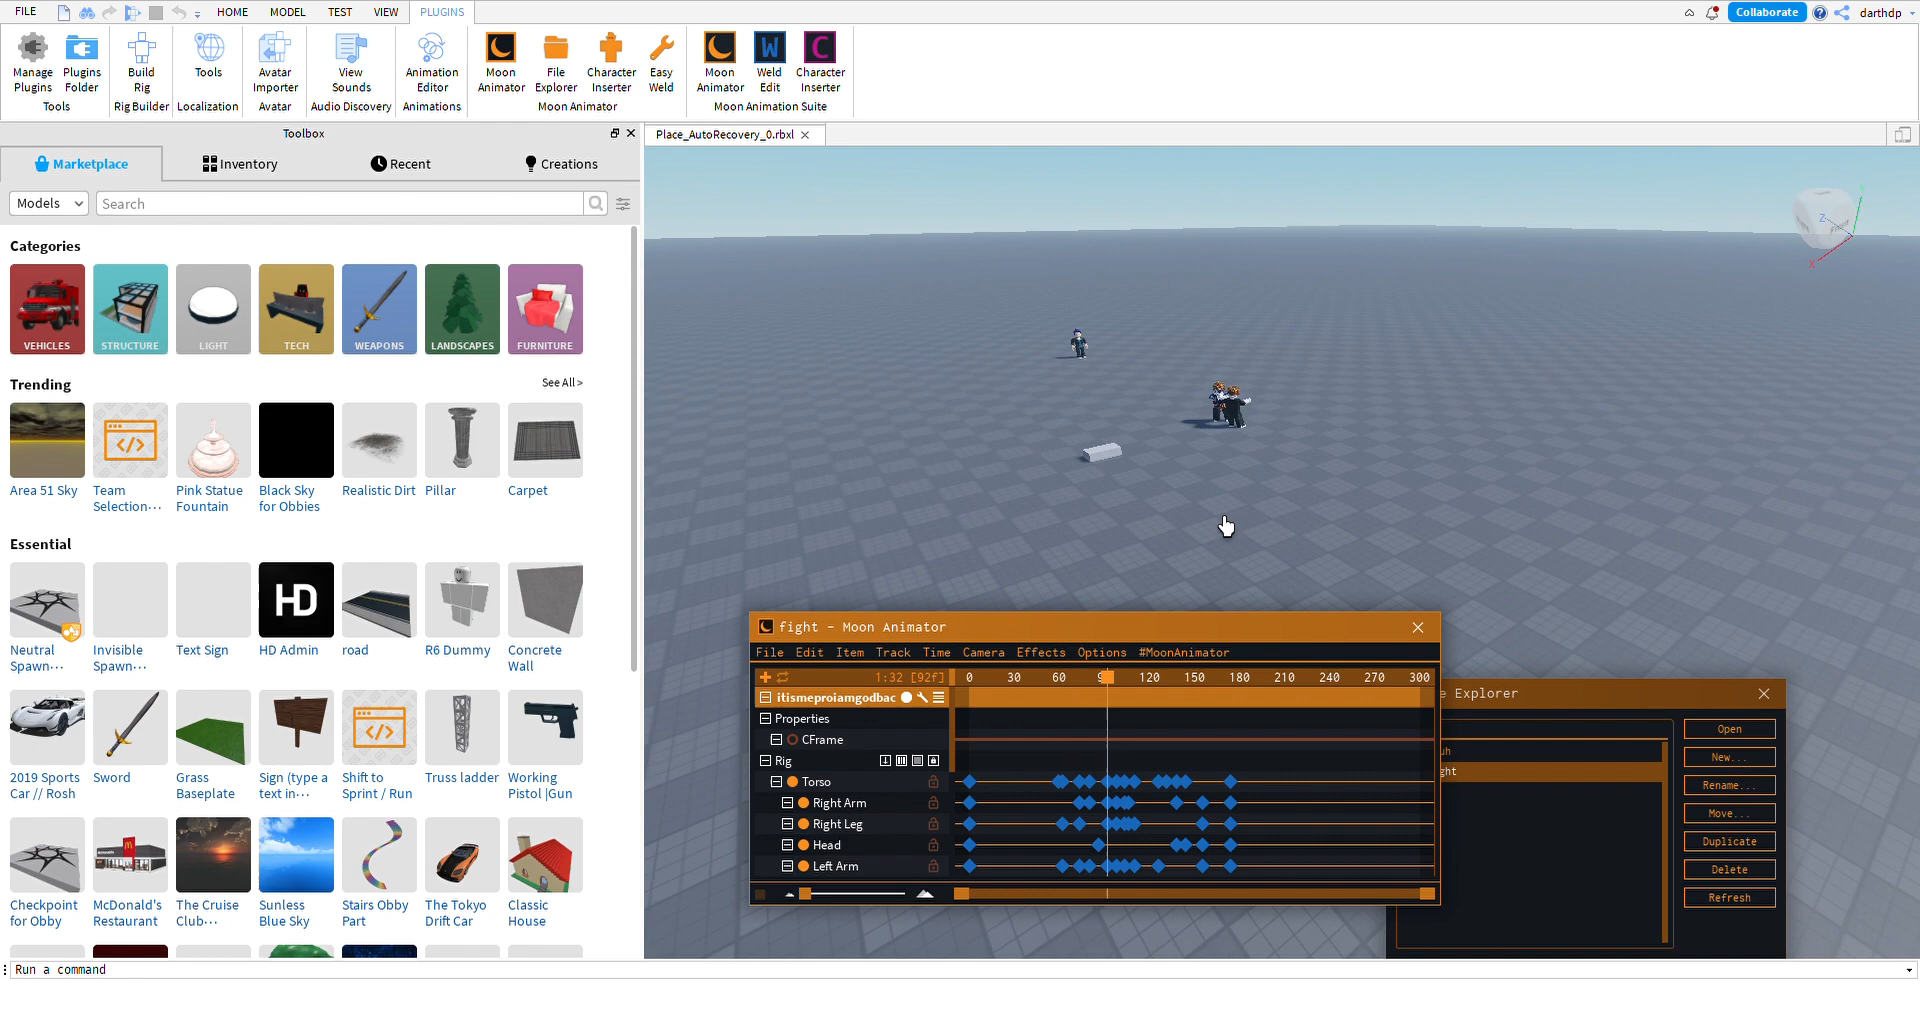 FILE HOME MODEL TEST VIEW PLUGINS Collaborate darthdp
Manage Plugins
Plugins Folder
Tools
Build Rig
Rig Builder
Tools
Localization
Avatar Importer
Avatar
View Sounds
Audio Discovery
Animation Editor
Animations
Moon Animator
File Explorer
Character Inserter
Easy Weld
Moon Animator
Moon Animator
Weld Edit
Character Inserter
Moon Animation Suite
Toolbox
Marketplace Inventory Recent Creations
Models Search
Categories
VEHICLES STRUCTURE LIGHT TECH WEAPONS LANDSCAPES FURNITURE
Trending See All >
Area 51 Sky
Team Selection...
Pink Statue Fountain
Black Sky for Obbies
Realistic Dirt
Pillar
Carpet
Essential
HD
Neutral Spawn...
Invisible Spawn...
Text Sign
HD Admin
road
R6 Dummy
Concrete Wall
2019 Sports Car // Rosh
Sword
Grass Baseplate
Sign (type a text in...
Shift to Sprint / Run
Truss ladder
Working Pistol |Gun
Checkpoint for Obby
McDonald's Restaurant
The Cruise Club...
Sunless Blue Sky
Stairs Obby Part
The Tokyo Drift Car
Classic House
Place_AutoRecovery_0.rbxl
Z
X
fight - Moon Animator
File Edit Item Track Time Camera Effects Options #MoonAnimator
1:32 [92f] 0 30 60 9 120 150 180 210 240 270 300
itismeproiamgodbac
Properties
CFrame
Rig
Torso
Right Arm
Right Leg
Head
Left Arm
e Explorer
uh
ght
Open
New...
Rename...
Move...
Duplicate
Delete
Refresh
Run a command